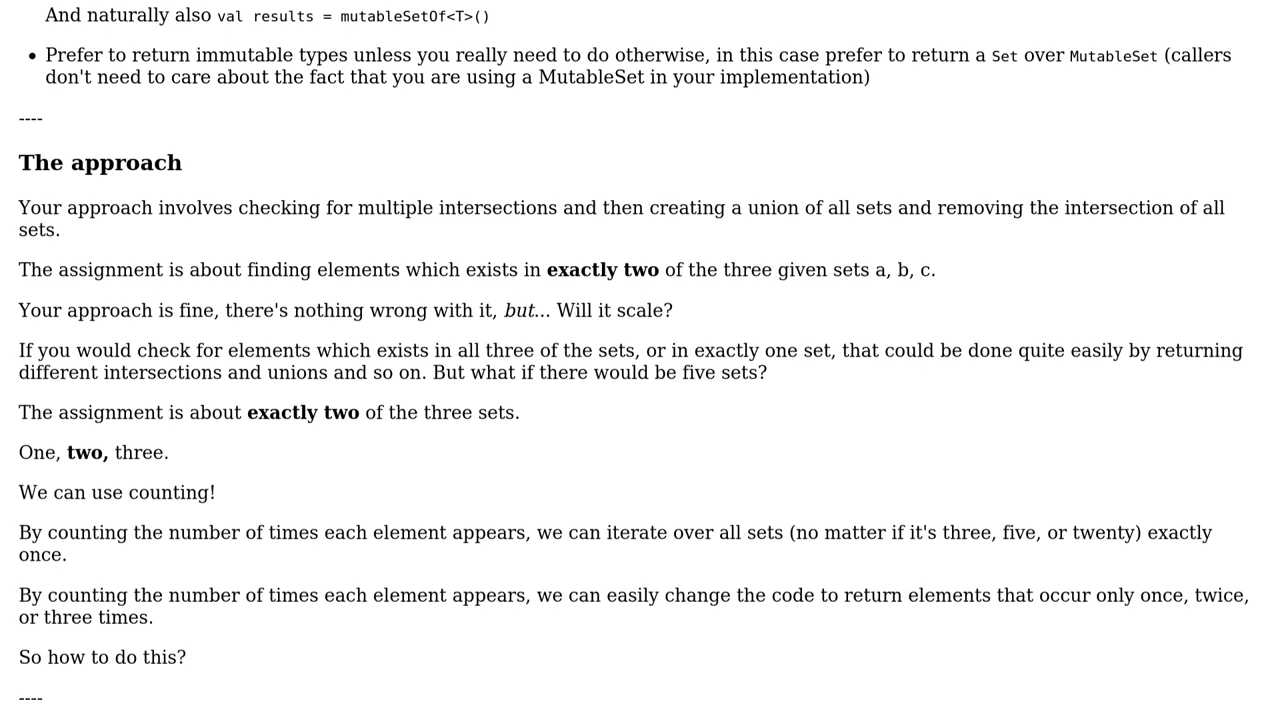 And naturally also val results = mutableSetOf<T>()
• Prefer to return immutable types unless you really need to do otherwise, in this case prefer to return a Set over MutableSet (callers
don't need to care about the fact that you are using a MutableSet in your implementation)
----
The approach
Your approach involves checking for multiple intersections and then creating a union of all sets and removing the intersection of all
sets.
The assignment is about finding elements which exists in exactly two of the three given sets a, b, c.
Your approach is fine, there's nothing wrong with it, but... Will it scale?
If you would check for elements which exists in all three of the sets, or in exactly one set, that could be done quite easily by returning
different intersections and unions and so on. But what if there would be five sets?
The assignment is about exactly two of the three sets.
One, two, three.
We can use counting!
By counting the number of times each element appears, we can iterate over all sets (no matter if it's three, five, or twenty) exactly
once.
By counting the number of times each element appears, we can easily change the code to return elements that occur only once, twice,
or three times.
So how to do this?
----